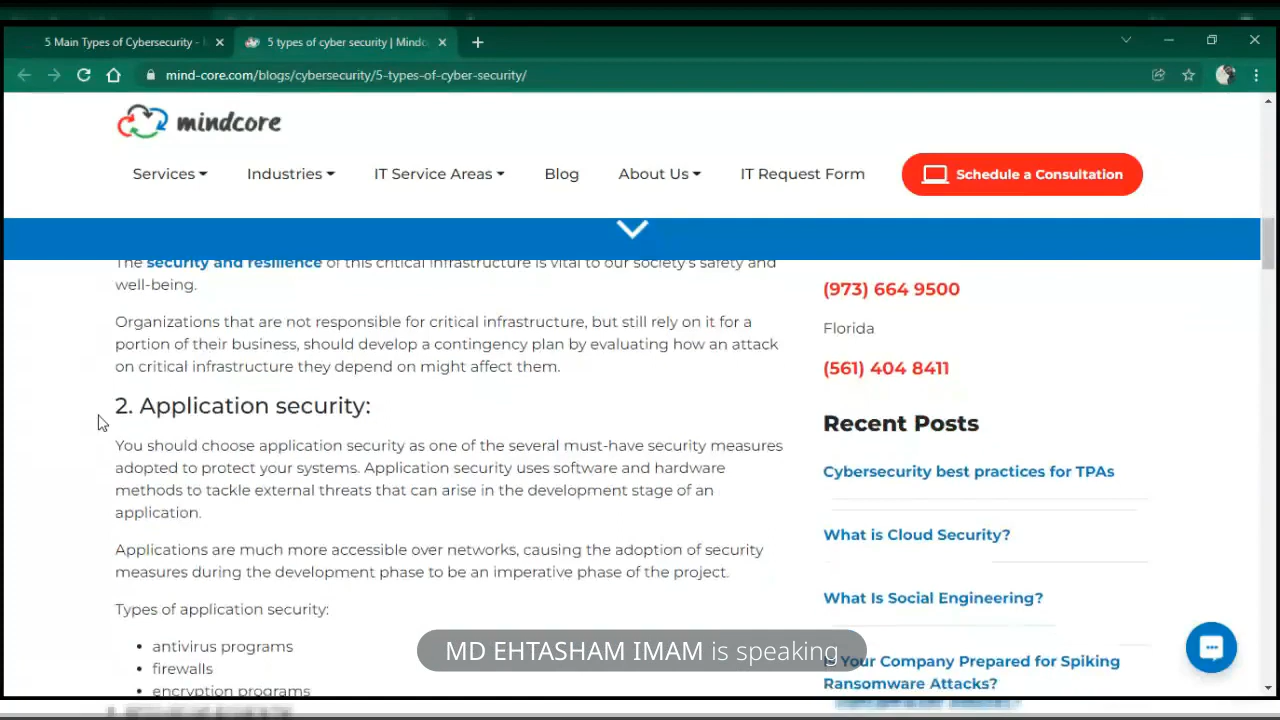 5 Main Types of Cybersecurity -
5 types of cyber security | Mindc
mind-core.com/blogs/cybersecurity/5-types-of-cyber-security/
mindcore
Services
Industries
IT Service Areas
Blog
About Us
IT Request Form
Schedule a Consultation
The security and resilience of this critical infrastructure is vital to our society's safety and
well-being.
Organizations that are not responsible for critical infrastructure, but still rely on it for a
portion of their business, should develop a contingency plan by evaluating how an attack
on critical infrastructure they depend on might affect them.
2. Application security:
You should choose application security as one of the several must-have security measures
adopted to protect your systems. Application security uses software and hardware
methods to tackle external threats that can arise in the development stage of an
application.
Applications are much more accessible over networks, causing the adoption of security
measures during the development phase to be an imperative phase of the project.
Types of application security:
• antivirus programs
• firewalls
• encryption programs
(973) 664 9500
Florida
(561) 404 8411
Recent Posts
Cybersecurity best practices for TPAs
What is Cloud Security?
What Is Social Engineering?
Is Your Company Prepared for Spiking
Ransomware Attacks?
MD EHTASHAM IMAM is speaking